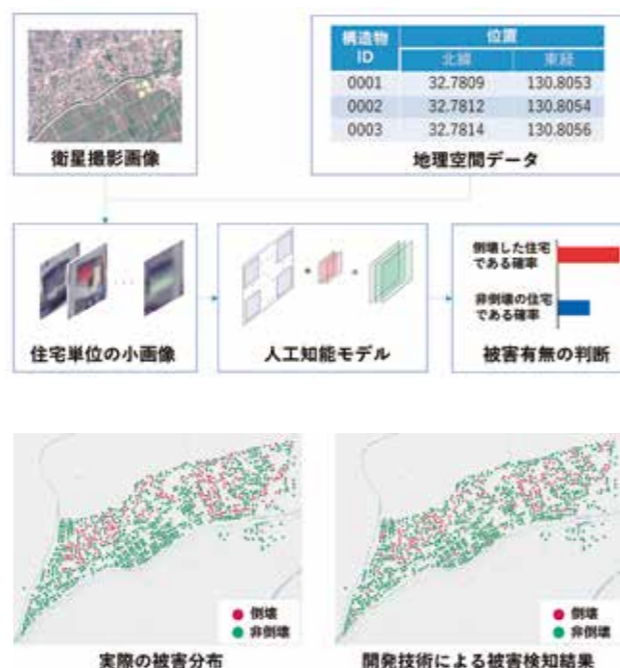 構造物
ID
位置
北緯
東経
0001
32.7809
130.8053
0002
32.7812
130.8054
0003
32.7814
130.8056
衛星撮影画像
地理空間データ
倒壊した住宅
である確率
非倒壊の住宅
である確率
住宅単位の小画像
人工知能モデル
被害有無の判断
倒壊
非倒壊
倒壊
非倒壊
実際の被害分布
開発技術による被害検知結果